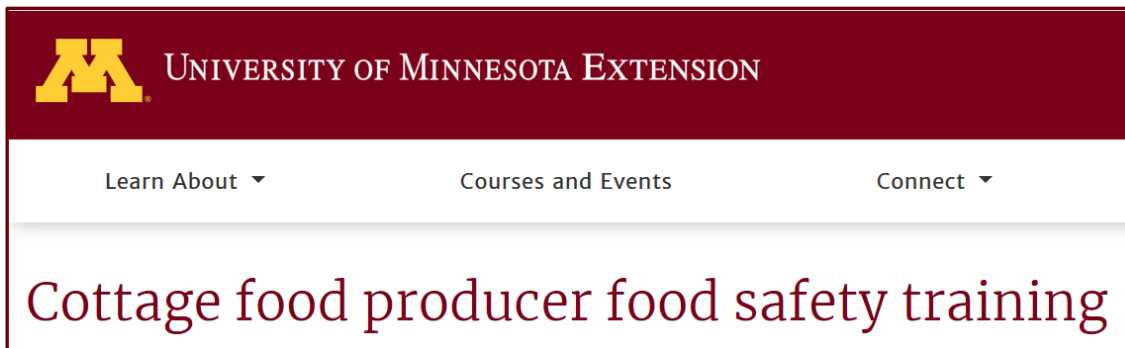 UNIVERSITY OF MINNESOTA EXTENSION
Learn About Courses and Events Connect
Cottage food producer food safety training